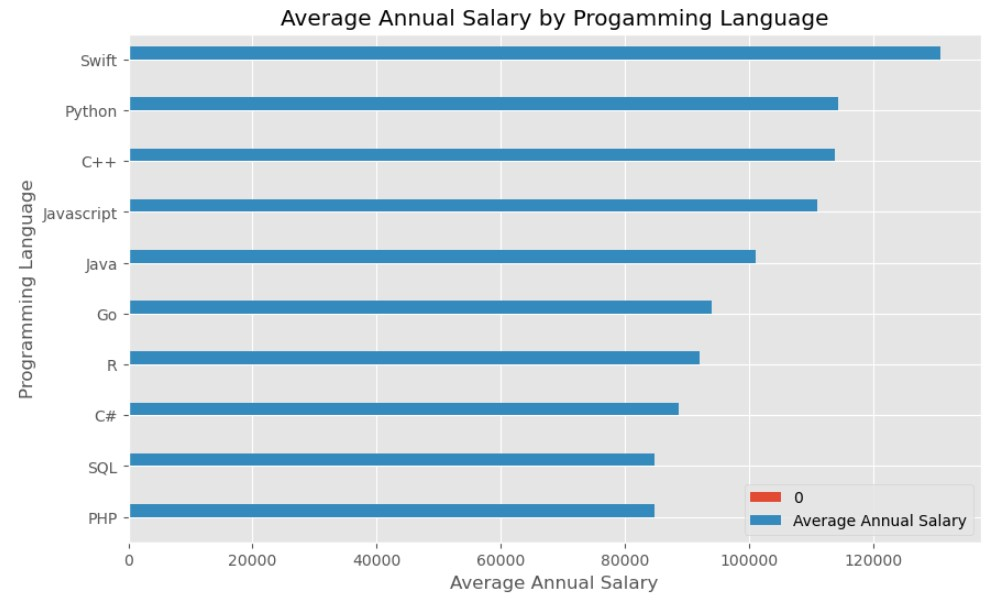 Average Annual Salary by Progamming Language
Programming Language
Swift
Python
C++
Javascript
Java
Go
R
C#
SQL
PHP
0
Average Annual Salary
0 20000 40000 60000 80000 100000 120000
Average Annual Salary